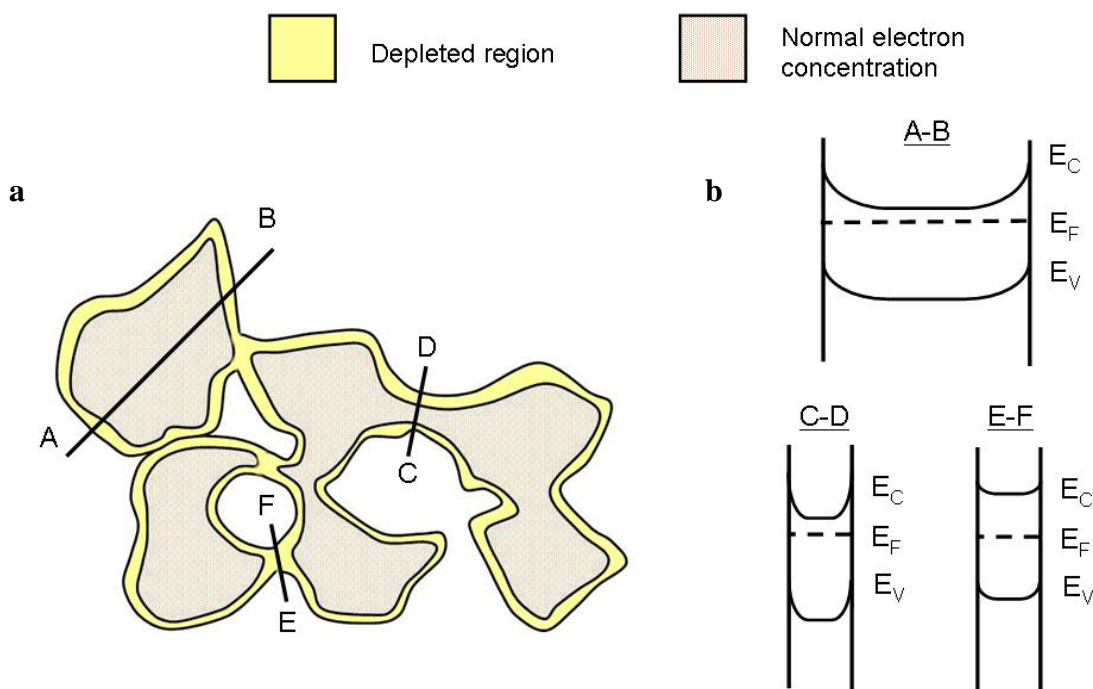 Depleted region
Normal electron
concentration
a
B
A
D
C
F
E
b
A-B
E_C
E_F
E_V
C-D
E_C
E_F
E_V
E-F
E_C
E_F
E_V